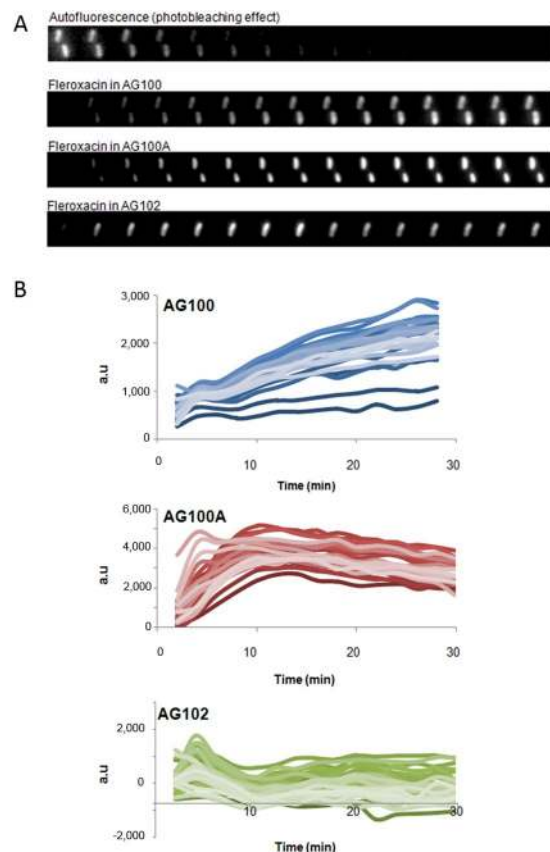 A
Autofluorescence (photobleaching effect)
Fleroxacin in AG100
Fleroxacin in AG100A
Fleroxacin in AG102
B
AG100
3,000
2,000
1,000
0
a.u
0 10 20 30
Time (min)
AG100A
6,000
4,000
2,000
0
a.u
0 10 20 30
Time (min)
AG102
2,000
0
-2,000
a.u
10 20 30
Time (min)